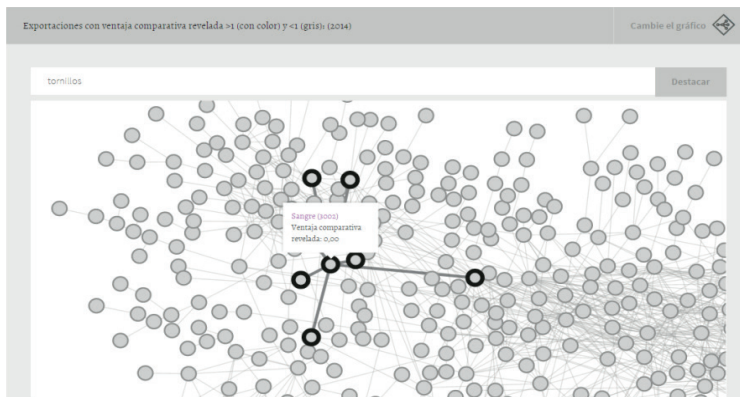 Exportaciones con ventaja comparativa revelada >1 (con color) y <1 (gris): (2014)
Cambie el gráfico
tornillos
Destacar
Sangre (3002)
Ventaja comparativa
revelada: 0,00